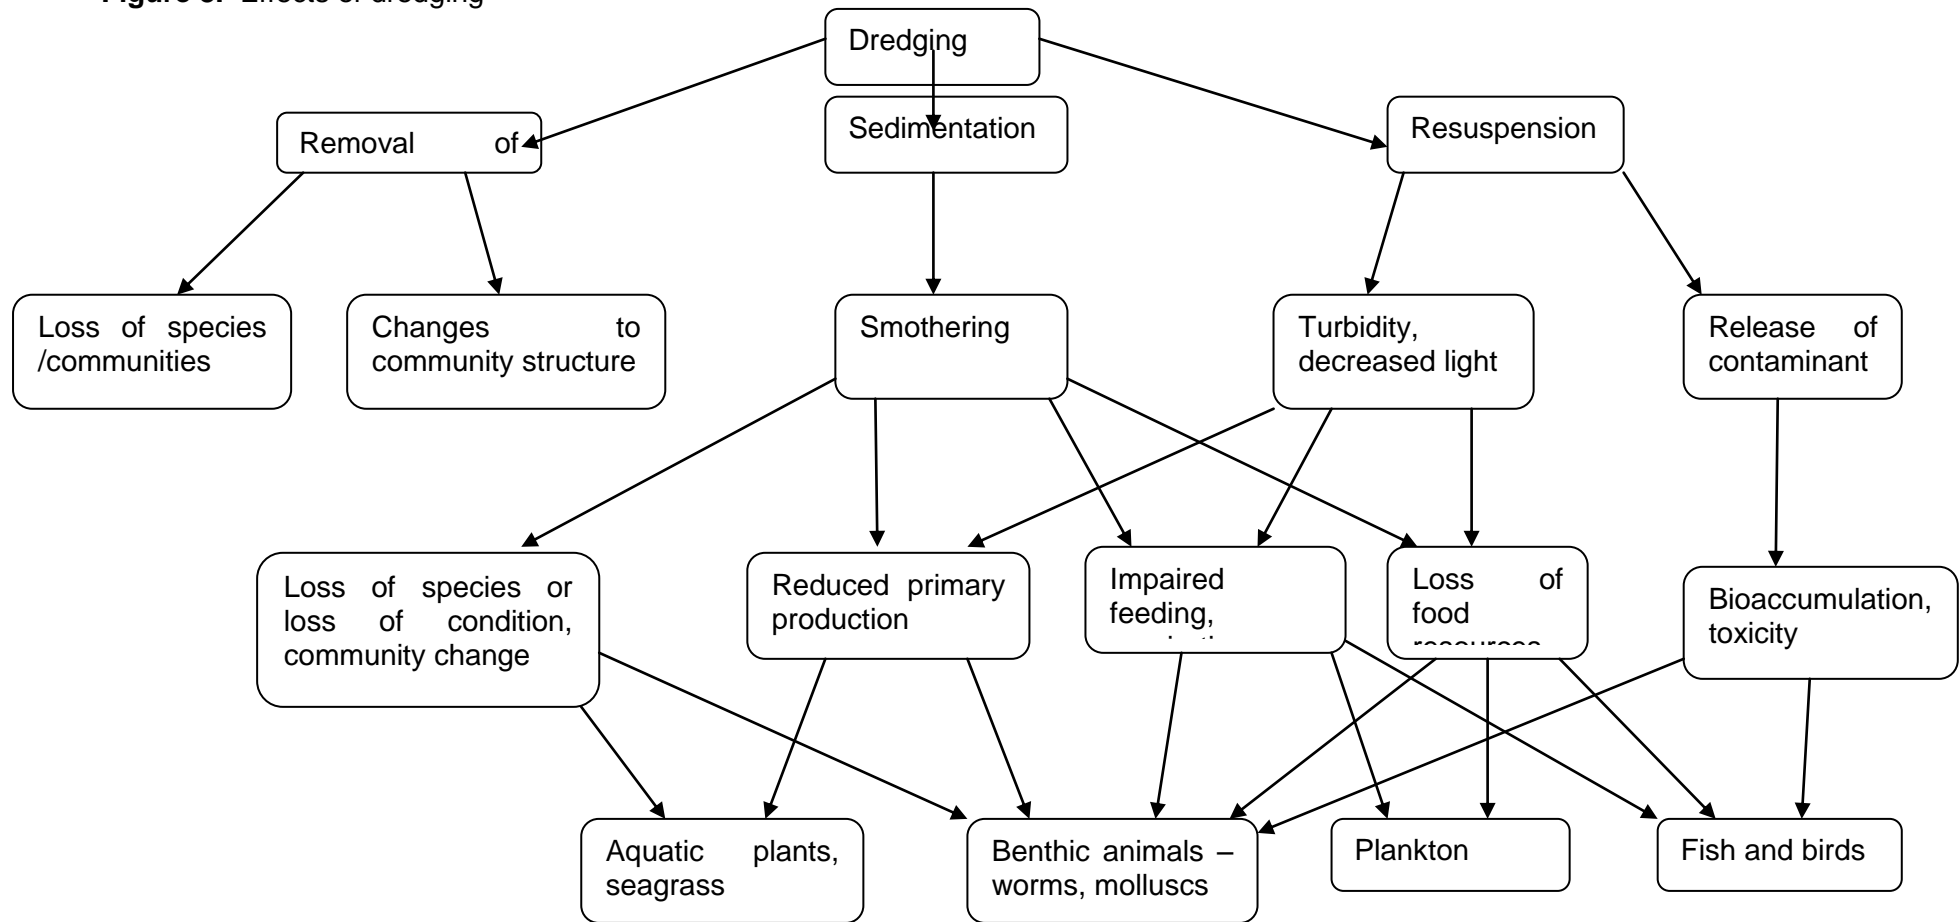 Figure 3. Effects of dredging
Dredging
Removal of
Sedimentation
Resuspension
Loss of species
/communities
Changes to
community structure
Smothering
Turbidity,
decreased light
Release of
contaminant
Loss of species or
loss of condition,
community change
Reduced primary
production
Impaired
feeding,
Loss of
food
resources
Bioaccumulation,
toxicity
Aquatic plants,
seagrass
Benthic animals –
worms, molluscs
Plankton
Fish and birds